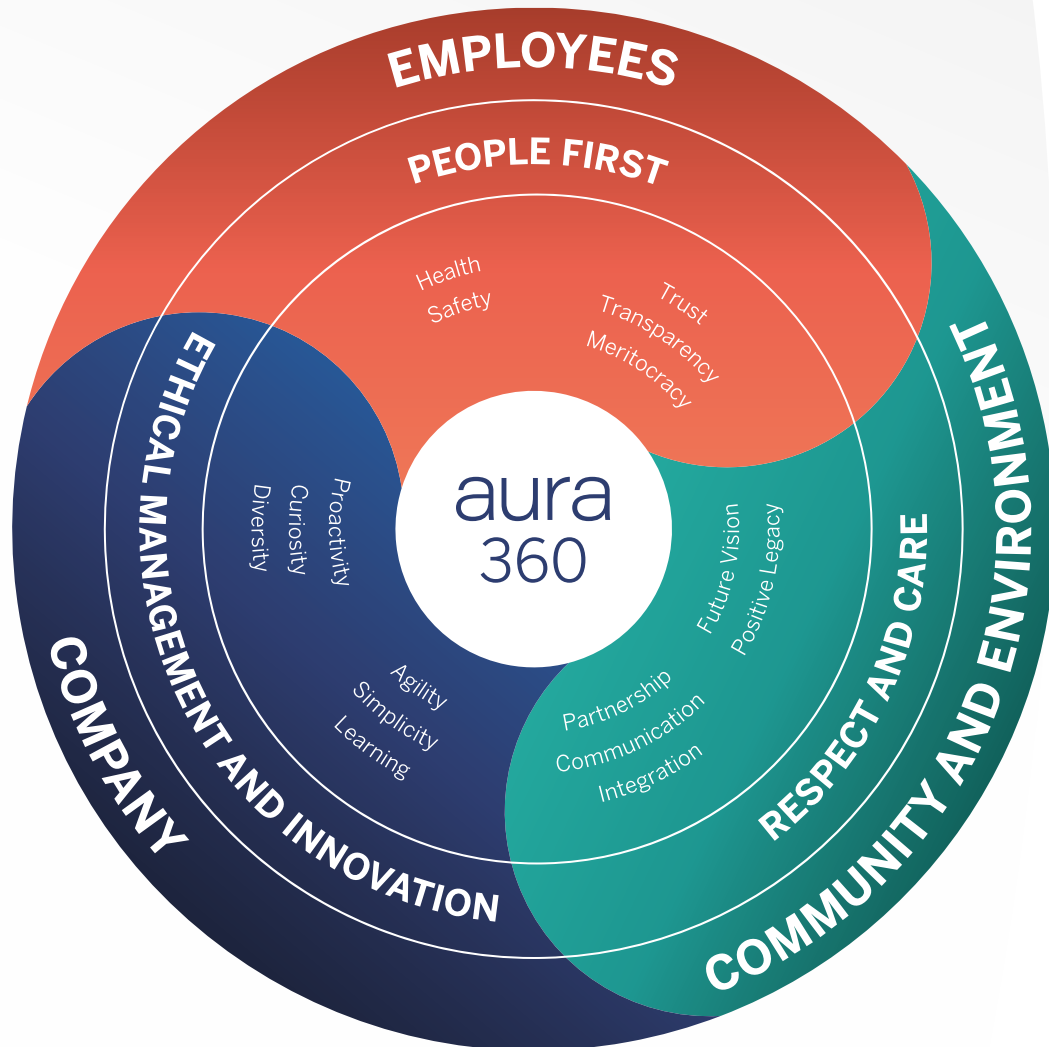 EMPLOYEES
PEOPLE FIRST
Health
Safety
Trust
Transparency
Meritocracy
COMMUNITY AND ENVIRONMENT
RESPECT AND CARE
Future Vision
Positive Legacy
Partnership
Communication
Integration
COMPANY
ETHICAL MANAGEMENT AND INNOVATION
Proactivity
Curiosity
Diversity
Agility
Simplicity
Learning
aura
360